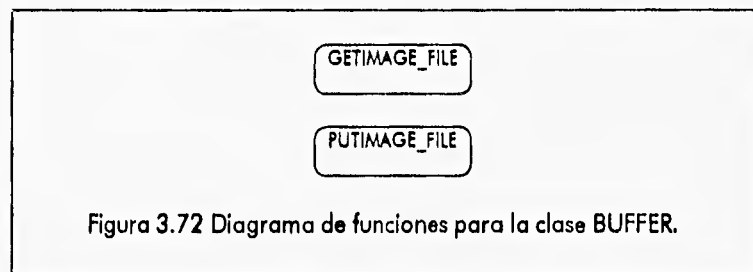 GETIMAGE_FILE
PUTIMAGE_FILE
Figura 3.72 Diagrama de funciones para la clase BUFFER.